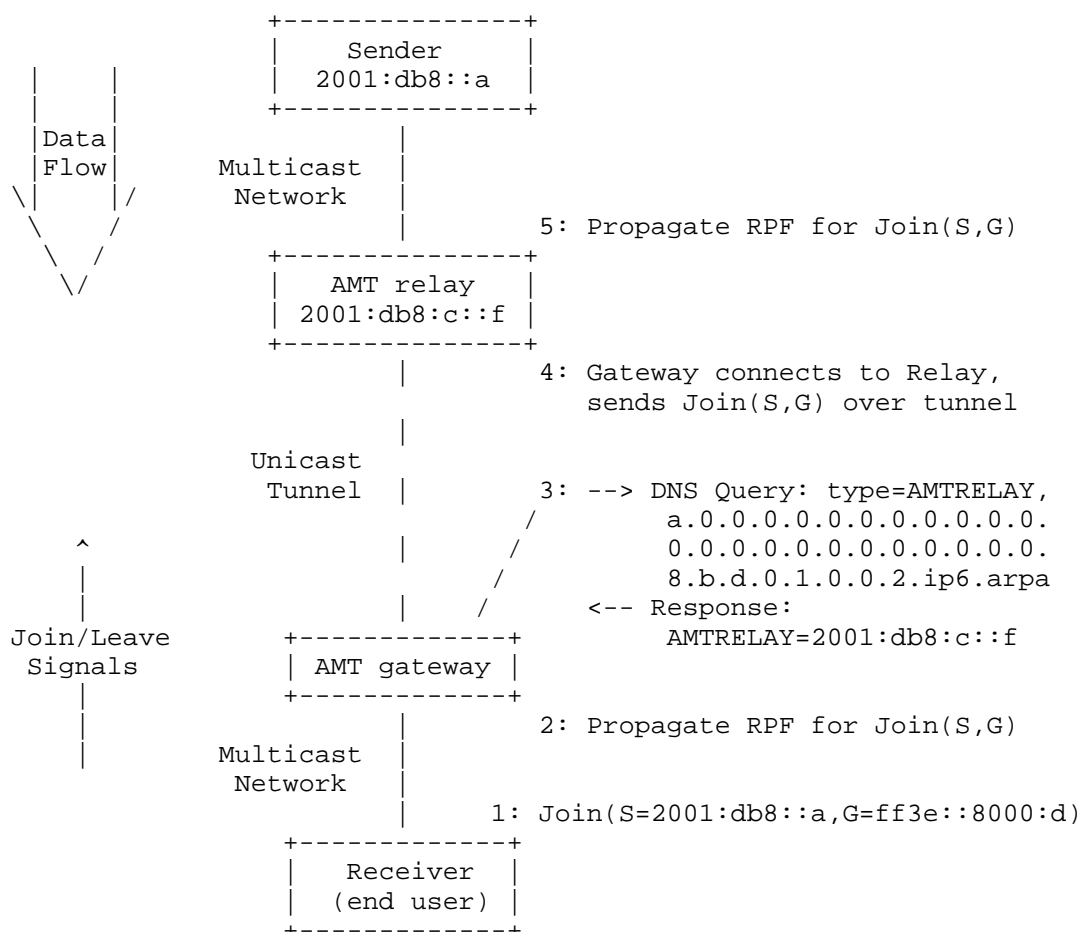 Sender
2001:db8::a
Data
Flow
Multicast
Network
5: Propagate RPF for Join(S,G)
AMT relay
2001:db8:c::f
4: Gateway connects to Relay,
sends Join(S,G) over tunnel
Unicast
Tunnel
3: --> DNS Query: type=AMTRELAY,
a.0.0.0.0.0.0.0.0.0.0.0.
0.0.0.0.0.0.0.0.0.0.0.0.
8.b.d.0.1.0.0.2.ip6.arpa
<-- Response:
AMTRELAY=2001:db8:c::f
Join/Leave
Signals
AMT gateway
2: Propagate RPF for Join(S,G)
Multicast
Network
1: Join(S=2001:db8::a,G=ff3e::8000:d)
Receiver
(end user)